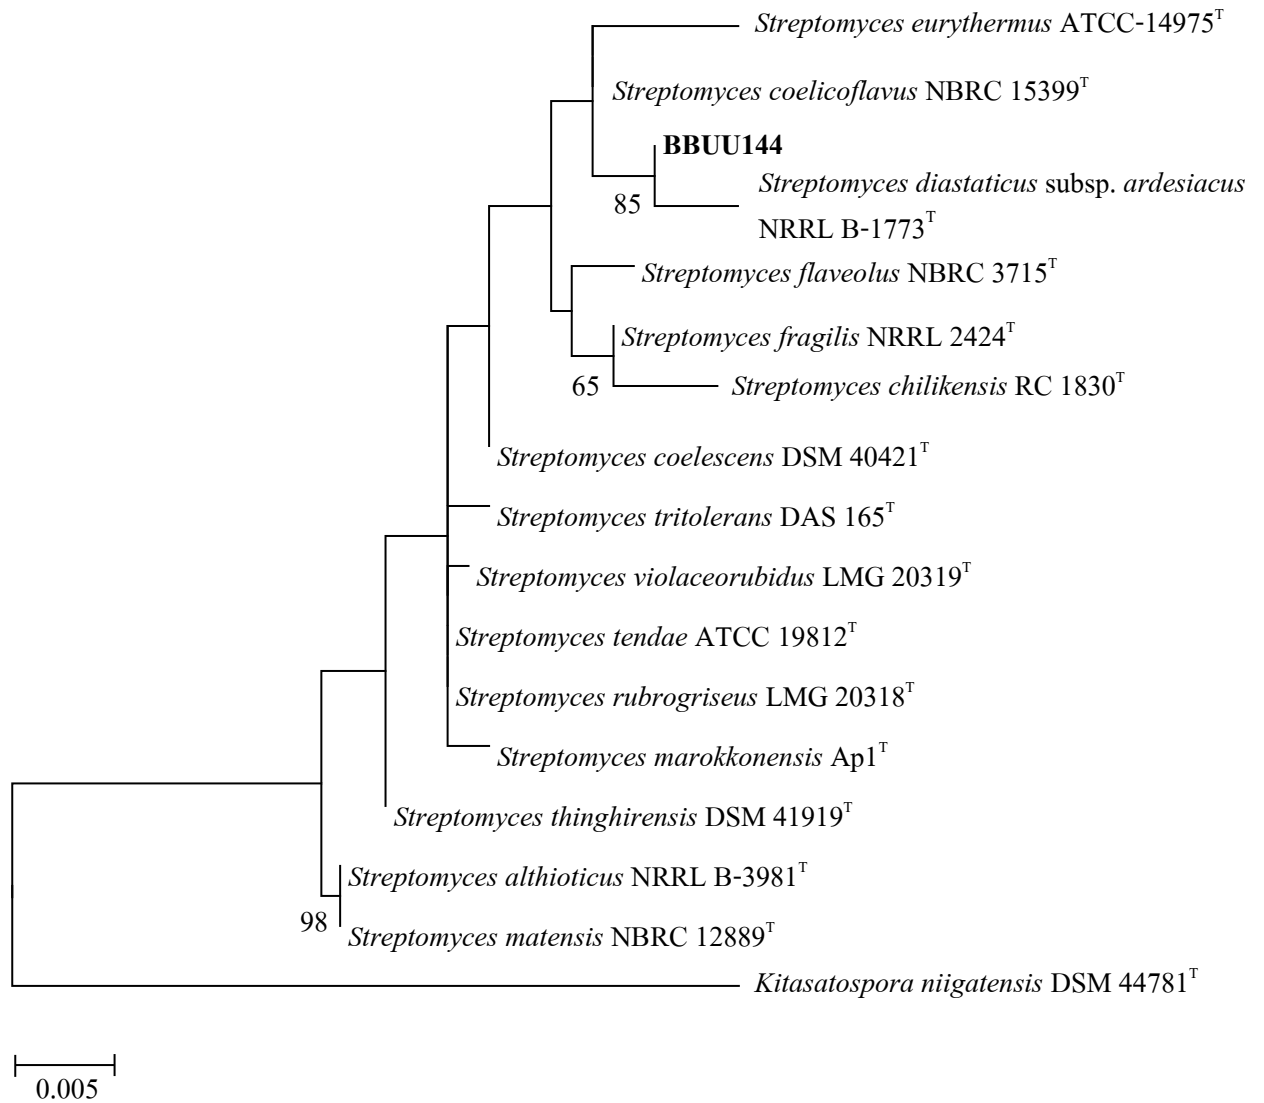 Streptomyces eurythermus ATCC-14975T
Streptomyces coelicoflavus NBRC 15399T
BBUU144
Streptomyces diastaticus subsp. ardesiacus
85
NRRL B-1773T
Streptomyces flaveolus NBRC 3715T
Streptomyces fragilis NRRL 2424T
65
Streptomyces chilikensis RC 1830T
Streptomyces coelescens DSM 40421T
Streptomyces tritolerans DAS 165T
Streptomyces violaceorubidus LMG 20319T
Streptomyces tendae ATCC 19812T
Streptomyces rubrogriseus LMG 20318T
Streptomyces marokkonensis Ap1T
Streptomyces thinghirensis DSM 41919T
Streptomyces althioticus NRRL B-3981T
98
Streptomyces matensis NBRC 12889T
Kitasatospora niigatensis DSM 44781T
0.005